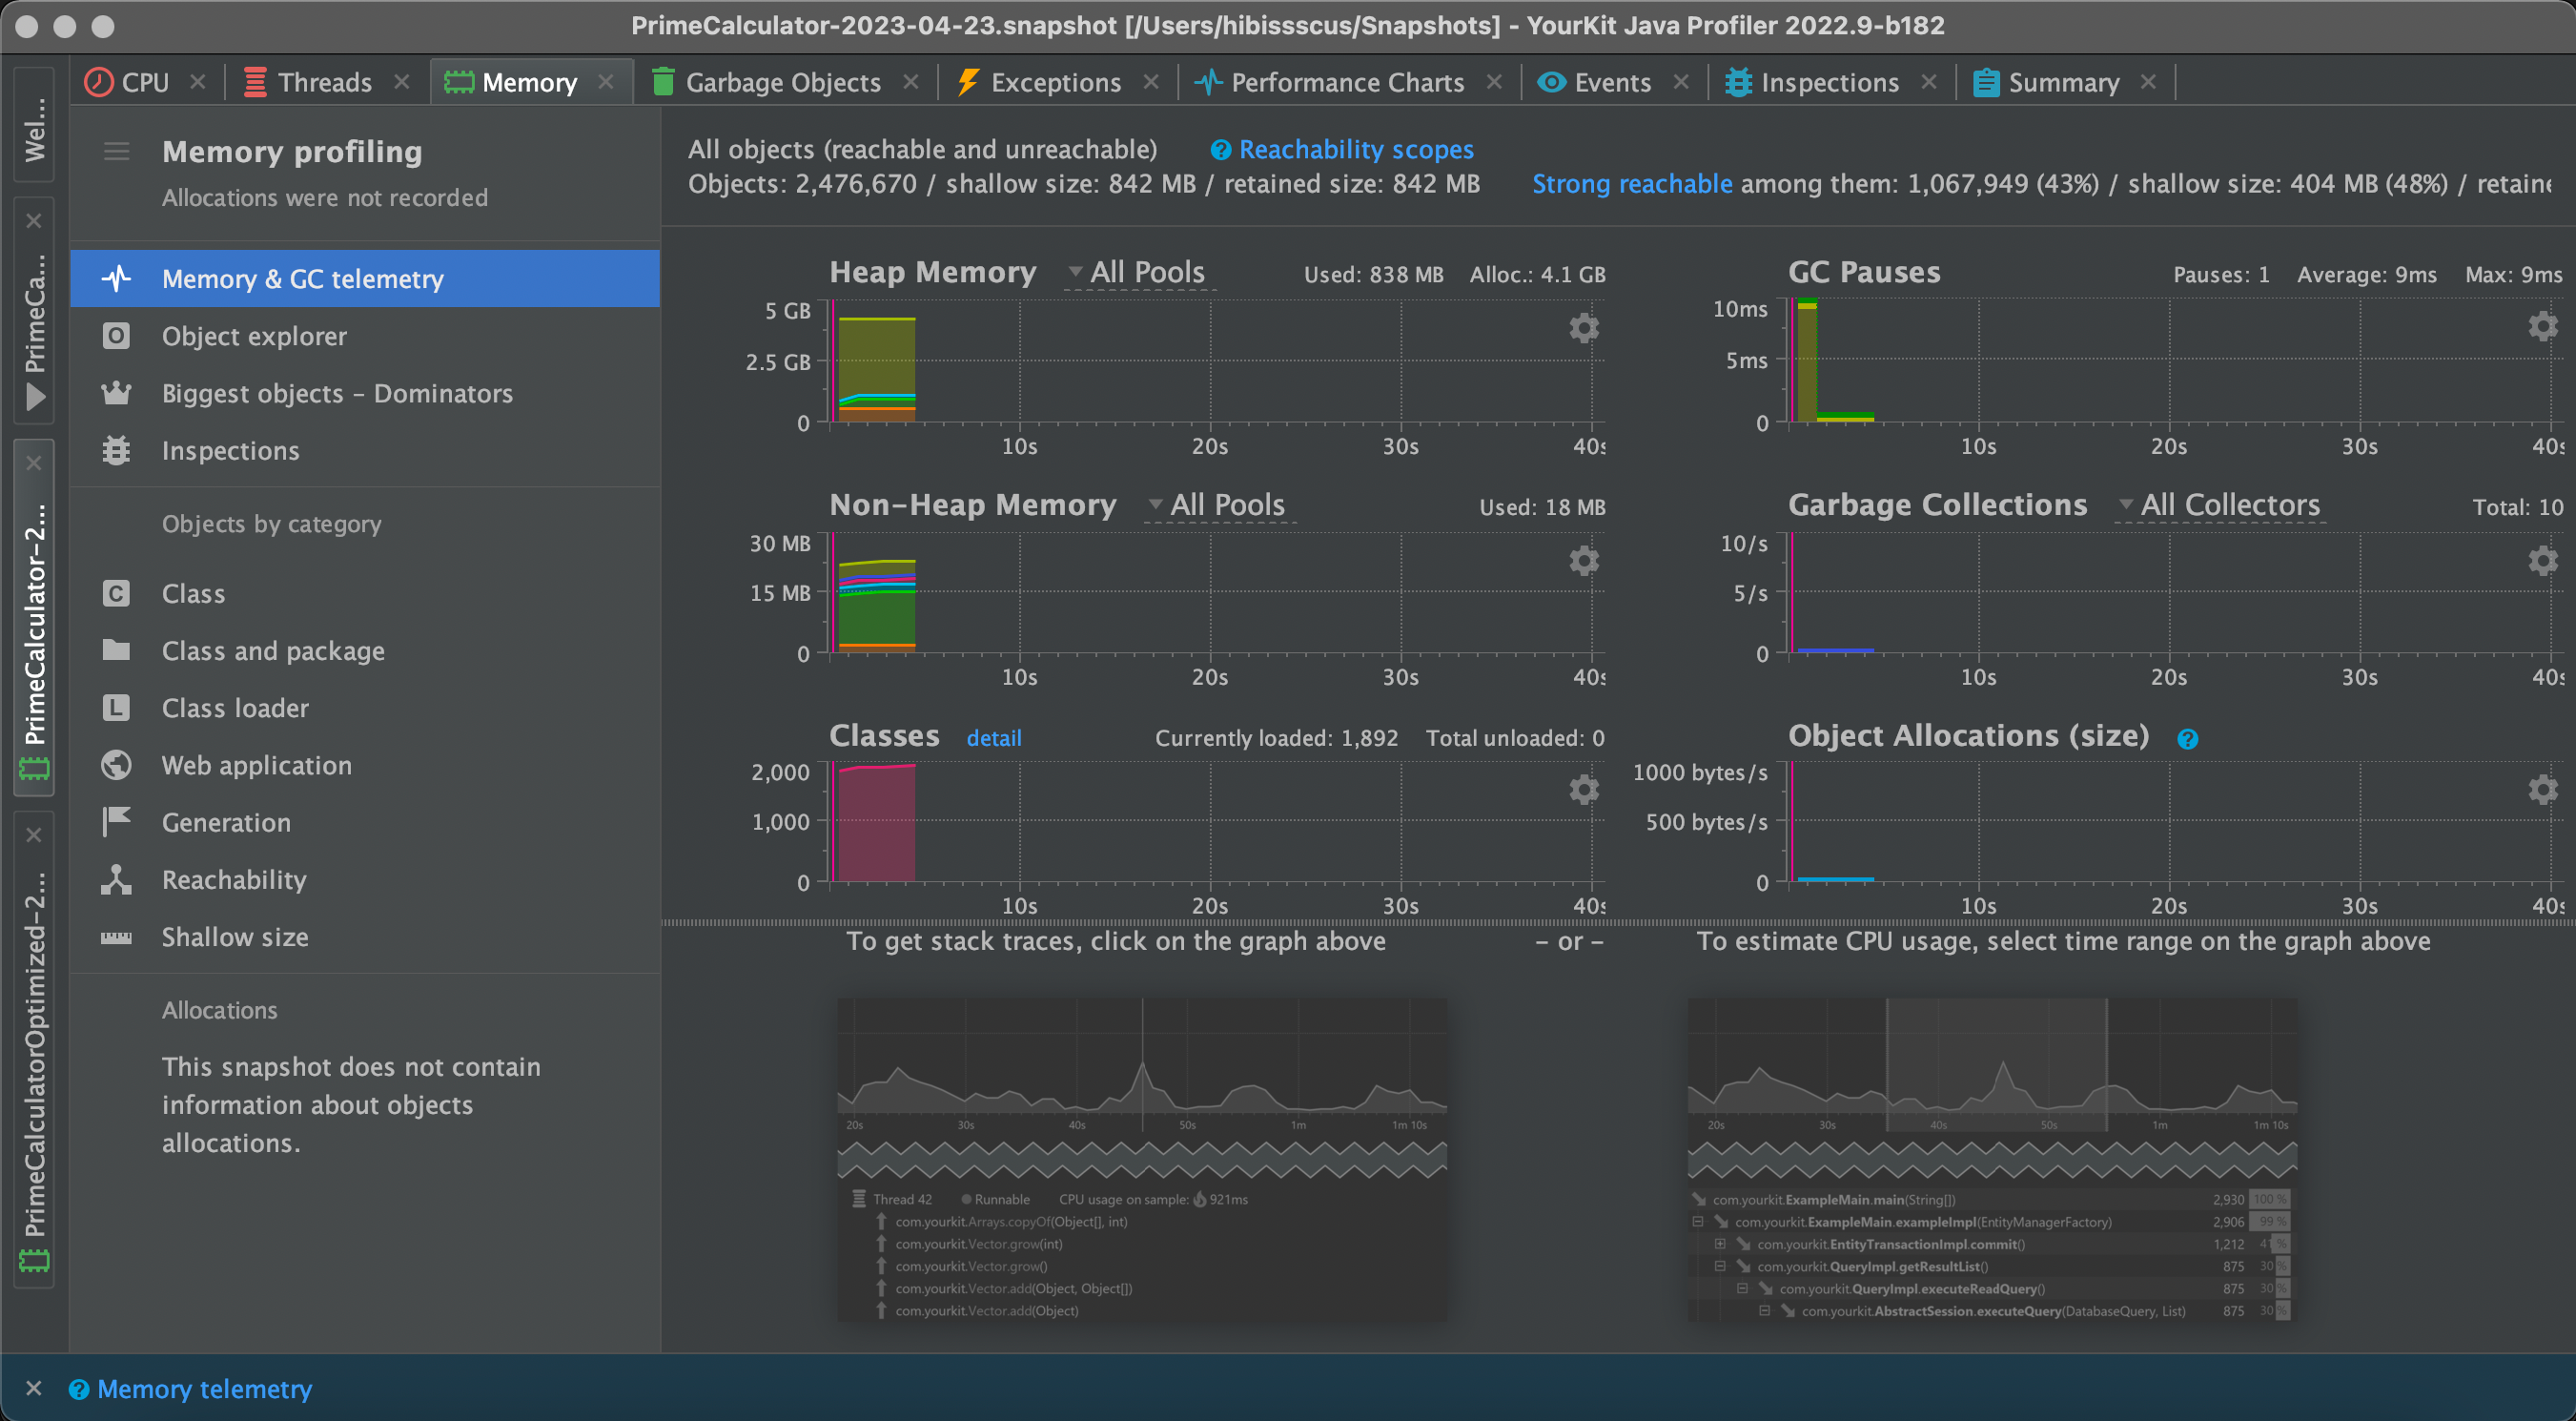 PrimeCalculator-2023-04-23.snapshot [/Users/hibissscus/Snapshots] - YourKit Java Profiler 2022.9-b182
CPU
Threads
Memory
Garbage Objects
Exceptions
Performance Charts
Events
Inspections
Summary
Wel...
PrimeCa...
PrimeCalculator-2...
PrimeCalculatorOptimized-2...
Memory profiling
Allocations were not recorded
Memory & GC telemetry
Object explorer
Biggest objects – Dominators
Inspections
Objects by category
Class
Class and package
Class loader
Web application
Generation
Reachability
Shallow size
Allocations
This snapshot does not contain
information about objects
allocations.
All objects (reachable and unreachable) Reachability scopes
Objects: 2,476,670 / shallow size: 842 MB / retained size: 842 MB Strong reachable among them: 1,067,949 (43%) / shallow size: 404 MB (48%) /
Heap Memory All Pools Used: 838 MB Alloc.: 4.1 GB
5 GB
2.5 GB
0
10s 20s 30s 40s
GC Pauses Pauses: 1 Average: 9ms Max: 9ms
10ms
5ms
0
10s 20s 30s 40s
Non-Heap Memory All Pools Used: 18 MB
30 MB
15 MB
0
10s 20s 30s 40s
Garbage Collections All Collectors Total: 10
10/s
5/s
0
10s 20s 30s 40s
Classes detail Currently loaded: 1,892 Total unloaded: 0
2,000
1,000
0
10s 20s 30s 40s
Object Allocations (size) ?
1000 bytes/s
500 bytes/s
0
10s 20s 30s 40s
To get stack traces, click on the graph above – or – To estimate CPU usage, select time range on the graph above
20s 30s 40s 50s 1m 1m 10s
Thread 42 Runnable CPU usage on sample: 921ms
com.yourkit.Arrays.copyOf(Object[], int)
com.yourkit.Vector.grow(int)
com.yourkit.Vector.grow()
com.yourkit.Vector.add(Object, Object[])
com.yourkit.Vector.add(Object)
20s 30s 40s 50s 1m 1m 10s
com.yourkit.ExampleMain.main(String[]) 2,930 100 %
com.yourkit.ExampleMain.exampleImpl(EntityManagerFactory) 2,906 99 %
com.yourkit.EntityTransactionImpl.commit() 1,212 41 %
com.yourkit.QueryImpl.getResultList() 875 30 %
com.yourkit.QueryImpl.executeReadQuery() 875 30 %
com.yourkit.AbstractSession.executeQuery(DatabaseQuery, List) 875 30 %
Memory telemetry